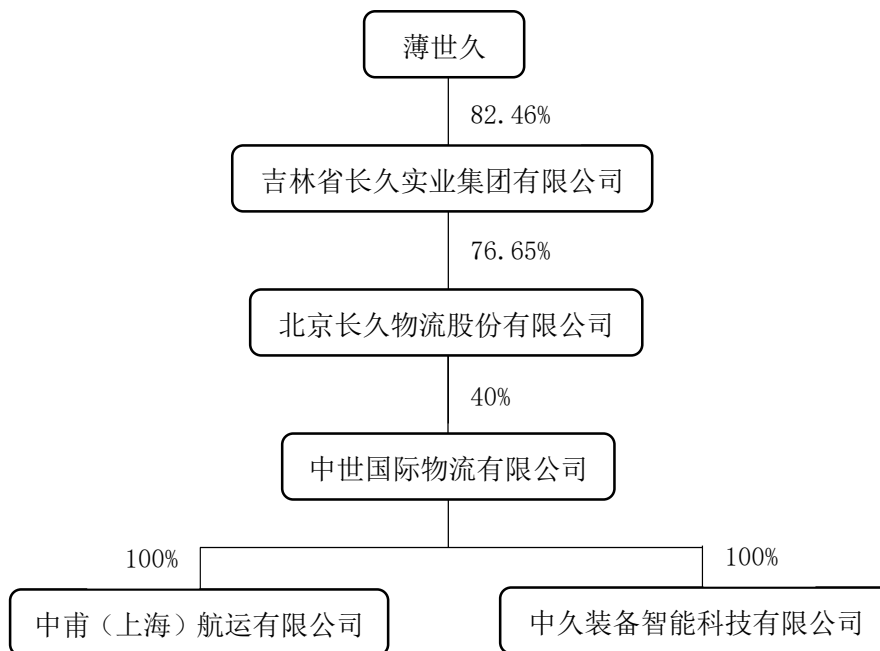 薄世久
82.46%
吉林省长久实业集团有限公司
76.65%
北京长久物流股份有限公司
40%
中世国际物流有限公司
100%
100%
中甫（上海）航运有限公司
中久装备智能科技有限公司